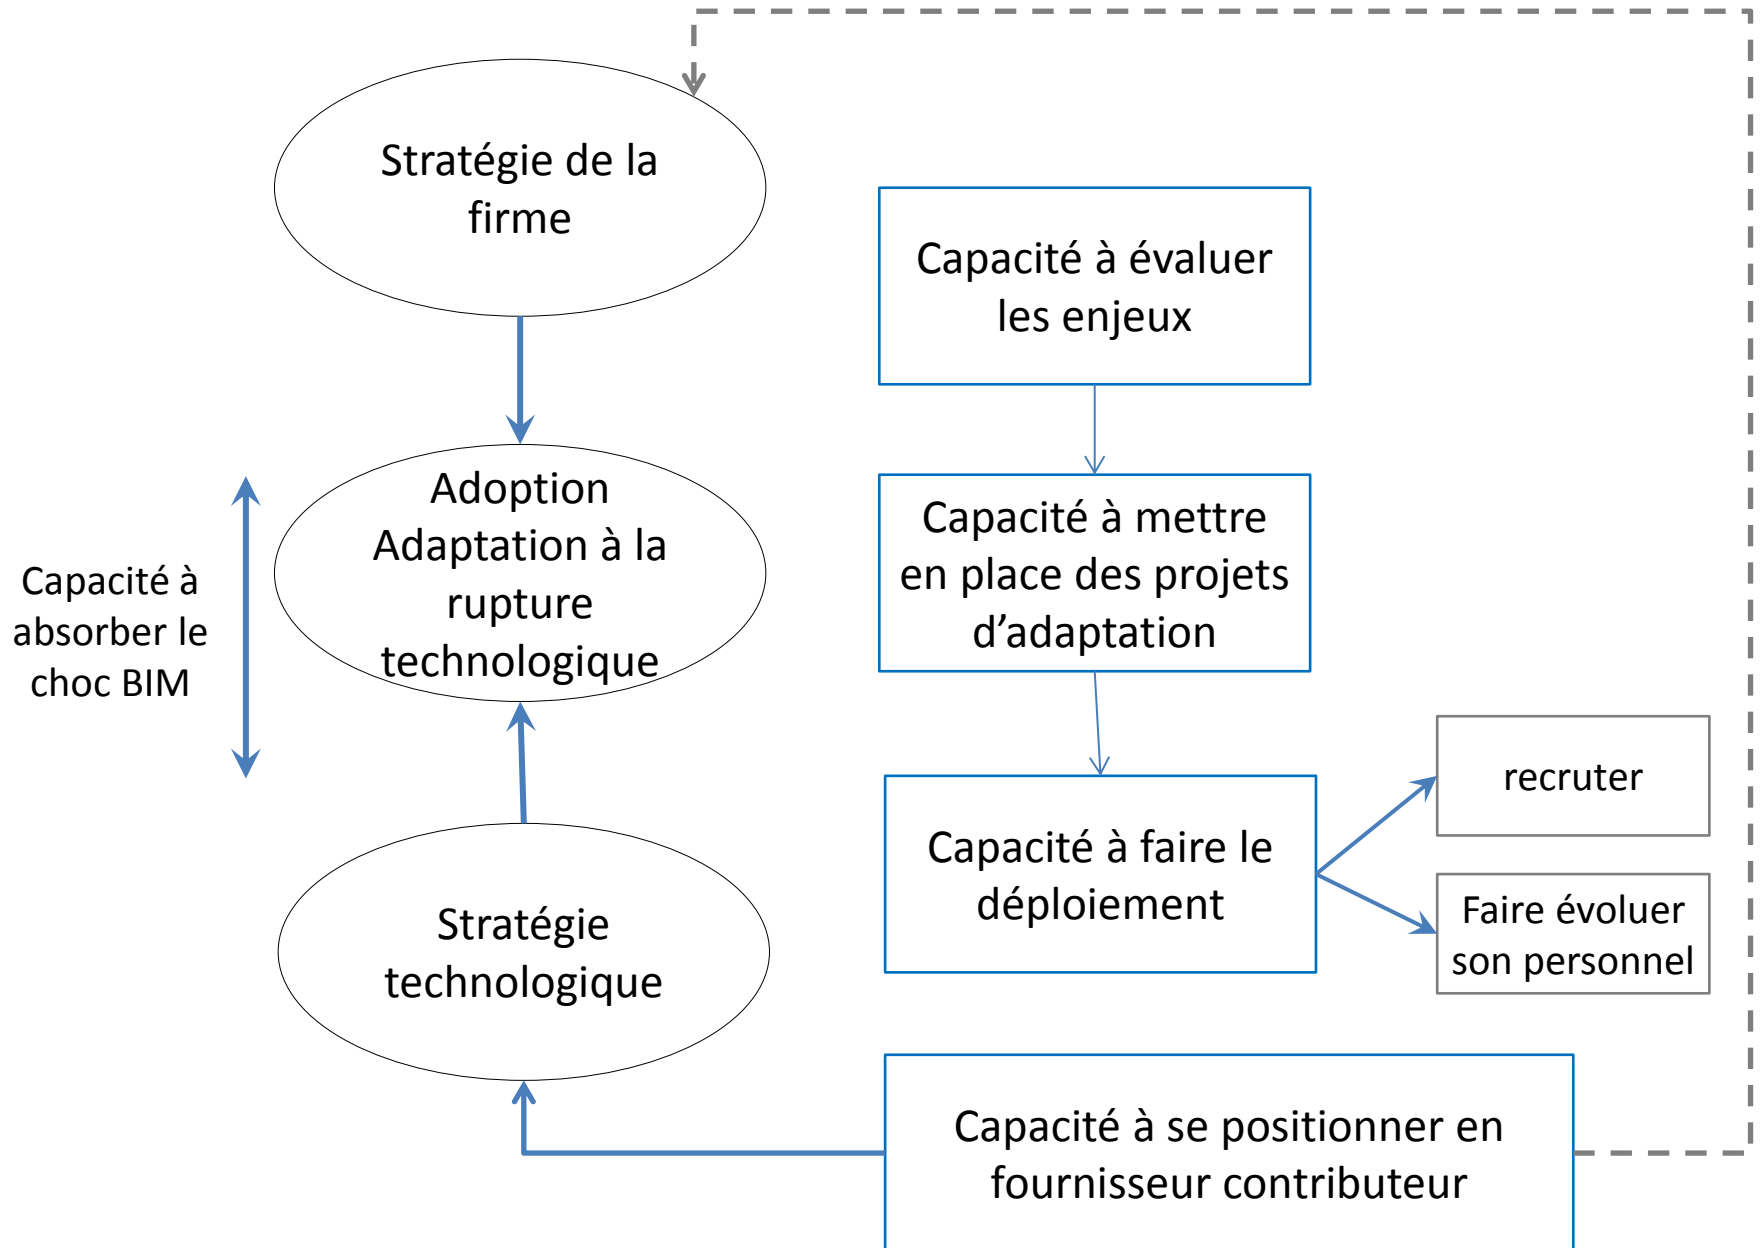 Stratégie de la
firme
Capacité à évaluer
les enjeux
Adoption
Adaptation à la
rupture
technologique
Capacité à
absorber le
choc BIM
Capacité à mettre
en place des projets
d’adaptation
Capacité à faire le
déploiement
recruter
Faire évoluer
son personnel
Stratégie
technologique
Capacité à se positionner en
fournisseur contributeur